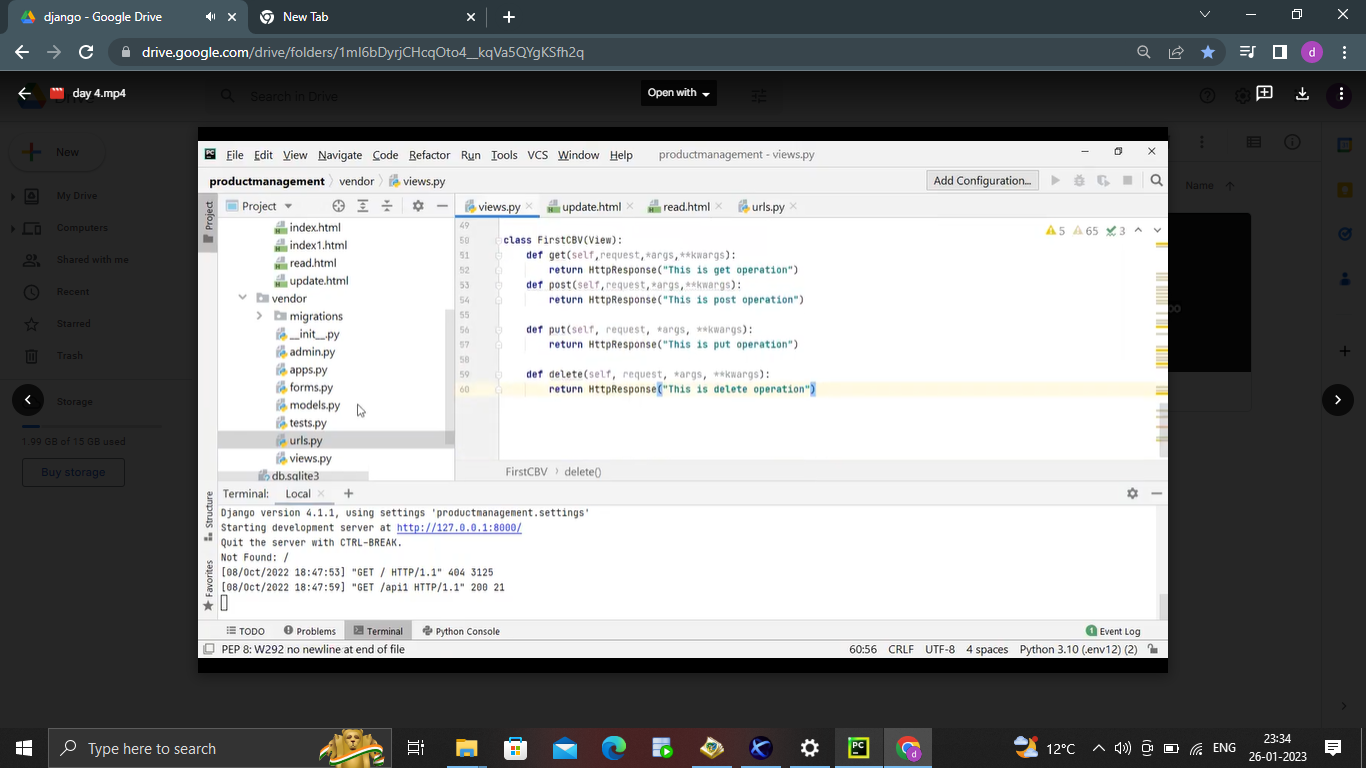 django - Google Drive
New Tab
drive.google.com/drive/folders/1ml6bDyrjCHcqOto4__kqVa5QYgKSfh2q
d
day 4.mp4
Search in Drive
Open with
New
My Drive
Computers
Shared with me
Recent
Starred
Trash
Storage
1.99 GB of 15 GB used
Buy storage
Name
PC File Edit View Navigate Code Refactor Run Tools VCS Window Help productmanagement - views.py
productmanagement vendor views.py
Add Configuration...
Project
Project
views.py update.html read.html urls.py
index.html
index1.html
read.html
update.html
vendor
migrations
__init__.py
admin.py
apps.py
forms.py
models.py
tests.py
urls.py
views.py
db.sqlite3
5 65 3
49
50 class FirstCBV(View):
51 def get(self,request,*args,**kwargs):
52 return HttpResponse("This is get operation")
53 def post(self,request,*args,**kwargs):
54 return HttpResponse("This is post operation")
55
56 def put(self, request, *args, **kwargs):
57 return HttpResponse("This is put operation")
58
59 def delete(self, request, *args, **kwargs):
60 return HttpResponse("This is delete operation")
FirstCBV delete()
Structure
Favorites
Terminal: Local
Django version 4.1.1, using settings 'productmanagement.settings'
Starting development server at http://127.0.0.1:8000/
Quit the server with CTRL-BREAK.
Not Found: /
[08/Oct/2022 18:47:53] "GET / HTTP/1.1" 404 3125
[08/Oct/2022 18:47:59] "GET /api1 HTTP/1.1" 200 21
TODO Problems Terminal Python Console
1 Event Log
PEP 8: W292 no newline at end of file
60:56 CRLF UTF-8 4 spaces Python 3.10 (.env12) (2)
Type here to search
PC
d
12°C
ENG
23:34
26-01-2023